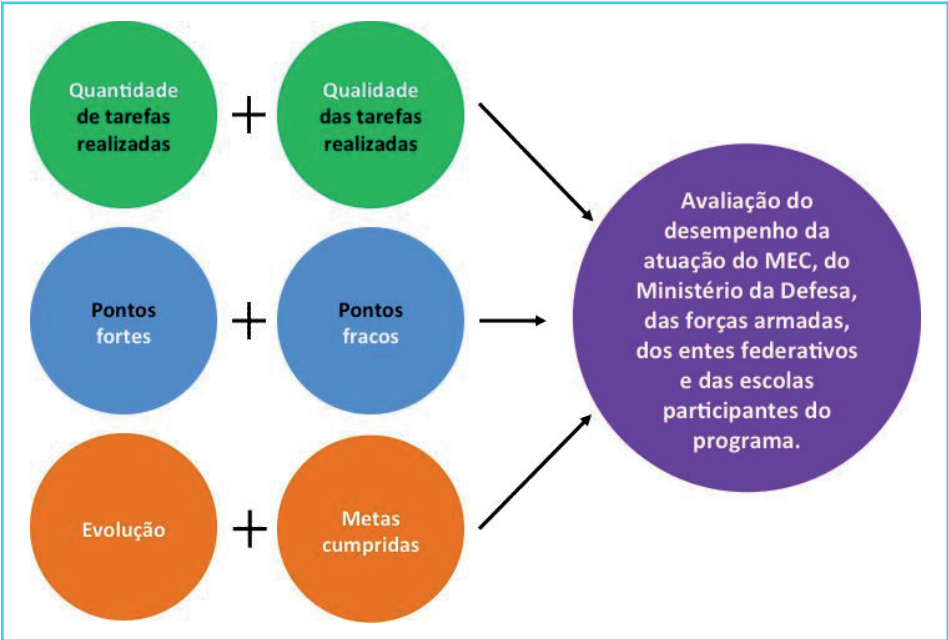 Quantidade
de tarefas
realizadas
+
Qualidade
das tarefas
realizadas
Pontos
fortes
+
Pontos
fracos
Evolução
+
Metas
cumpridas
Avaliação do
desempenho da
atuação do MEC, do
Ministério da Defesa,
das forças armadas,
dos entes federativos
e das escolas
participantes do
programa.